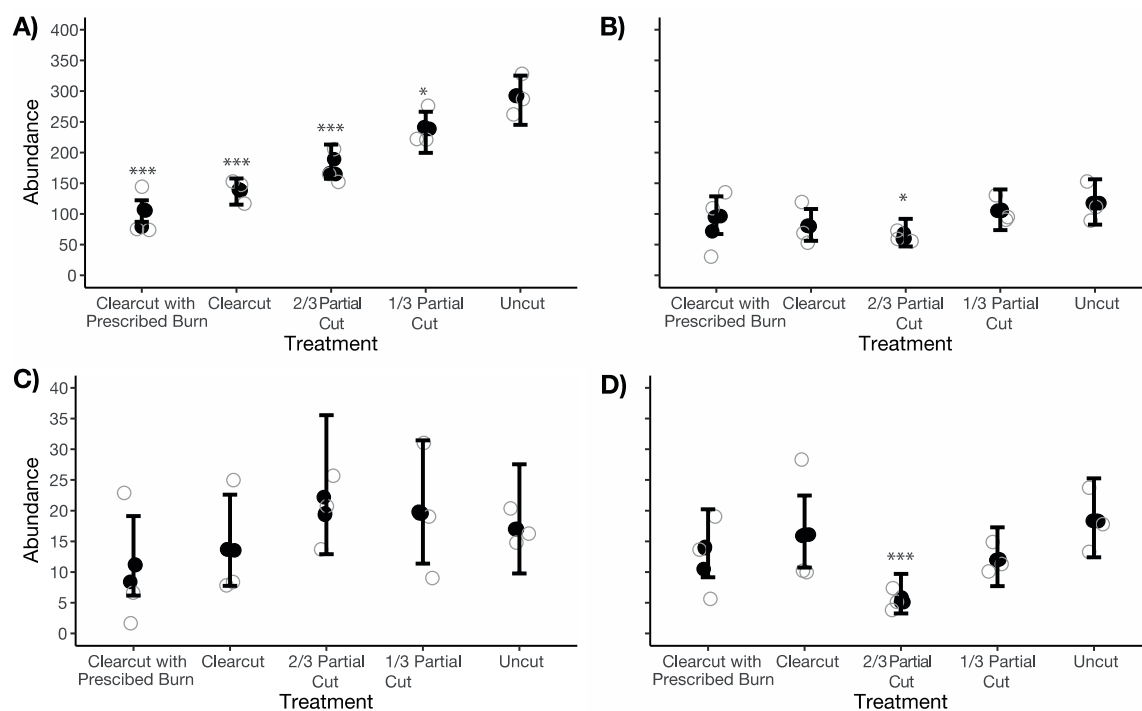 A)
400
350
300
250
200
150
100
50
0
Abundance
***
***
***
*
Clearcut with
Prescribed Burn
Clearcut
2/3 Partial
Cut
1/3 Partial
Cut
Uncut
Treatment
B)
*
Clearcut with
Prescribed Burn
Clearcut
2/3 Partial
Cut
1/3 Partial
Cut
Uncut
Treatment
C)
40
35
30
25
20
15
10
5
0
Abundance
Clearcut with
Prescibed Burn
Clearcut
2/3 Partial
Cut
1/3 Partial
Cut
Uncut
Treatment
D)
***
Clearcut with
Prescribed Burn
Clearcut
2/3 Partial
Cut
1/3 Partial
Cut
Uncut
Treatment